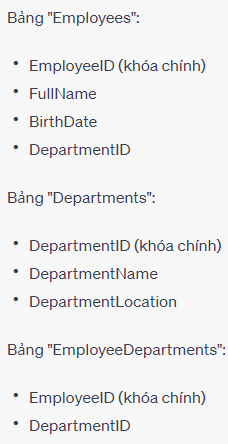 Bảng "Employees":
• EmployeeID (khóa chính)
• FullName
• BirthDate
• DepartmentID
Bảng "Departments":
• DepartmentID (khóa chính)
• DepartmentName
• DepartmentLocation
Bảng "EmployeeDepartments":
• EmployeeID (khóa chính)
• DepartmentID